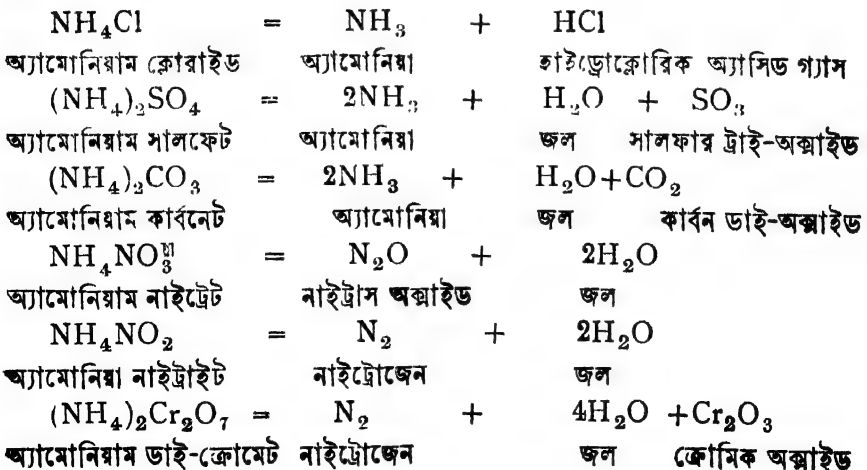 NH₄Cl = NH₃ + HCl
অ্যামোনিয়াম ক্লোরাইড অ্যামোনিয়া হাইড্রোক্লোরিক অ্যাসিড গ্যাস
(NH₄)₂SO₄ = 2NH₃ + H₂O + SO₃
অ্যামোনিয়াম সালফেট অ্যামোনিয়া জল সালফার ট্রাই-অক্সাইড
(NH₄)₂CO₃ = 2NH₃ + H₂O+CO₂
অ্যামোনিয়াম কার্বনেট অ্যামোনিয়া জল কার্বন ডাই-অক্সাইড
NH₄NO₃ = N₂O + 2H₂O
অ্যামোনিয়াম নাইট্রেট নাইট্রাস অক্সাইড জল
NH₄NO₂ = N₂ + 2H₂O
অ্যামোনিয়া নাইট্রাইট নাইট্রোজেন জল
(NH₄)₂Cr₂O₇ = N₂ + 4H₂O +Cr₂O₃
অ্যামোনিয়াম ডাই-ক্রোমেট নাইট্রোজেন জল ক্রোমিক অক্সাইড